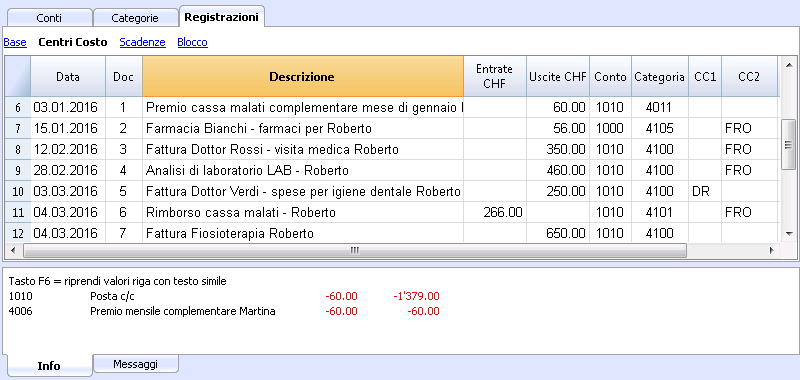 Conti Categorie Registrazioni
Base Centri Costo Scadenze Blocco
Data Doc Descrizione Entrate CHF Uscite CHF Conto Categoria CC1 CC2
6 03.01.2016 1 Premio cassa malati complementare mese di gennaio 60.00 1010 4011
7 15.01.2016 2 Farmacia Bianchi - farmaci per Roberto 56.00 1000 4105 FRO
8 12.02.2016 3 Fattura Dottor Rossi - visita medica Roberto 350.00 1010 4100 FRO
9 28.02.2016 4 Analisi di laboratorio LAB - Roberto 460.00 1010 4100 FRO
10 03.03.2016 5 Fattura Dottor Verdi - spese per igiene dentale Roberto 250.00 1010 4100 DR
11 04.03.2016 6 Rimborso cassa malati - Roberto 266.00 1010 4101 FRO
12 04.03.2016 7 Fattura Fiosioterapia Roberto 650.00 1010 4100
Tasto F6 = riprendi valori riga con testo simile
1010 Posta c/c -60.00 -1'379.00
4006 Premio mensile complementare Martina -60.00 -60.00
Info Messaggi